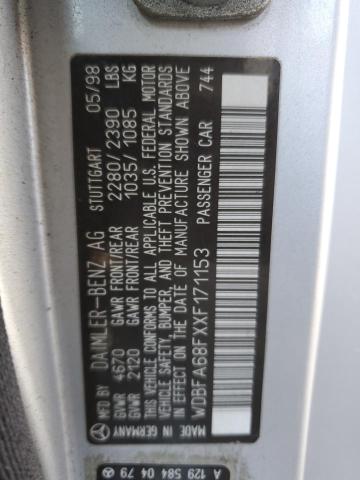 MFD BY DAIMLER-BENZ AG STUTTGART 05/98
GVWR 4670 GAWR FRONT/REAR 2280/2390 LBS
GVWR 2120 GAWR FRONT/REAR 1035/1085 KG
THIS VEHICLE CONFORMS TO ALL APPLICABLE U.S. FEDERAL MOTOR
VEHICLE SAFETY, BUMPER, AND THEFT PREVENTION STANDARDS
IN EFFECT ON THE DATE OF MANUFACTURE SHOWN ABOVE
WDBFA68FXXF171153 PASSENGER CAR 744
MADE IN GERMANY
A 129 584 04 79